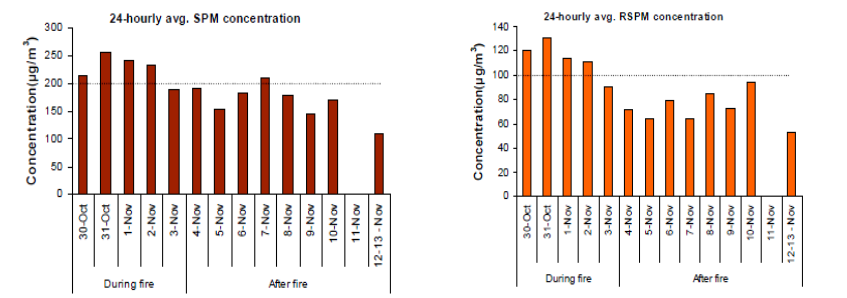 24-hourly avg. SPM concentration
Concentration(µg/m³)
300
250
200
150
100
50
0
30-Oct
31-Oct
1-Nov
2-Nov
3-Nov
4-Nov
5-Nov
6-Nov
7-Nov
8-Nov
9-Nov
10-Nov
11-Nov
12-13 - Nov
During fire
After fire
24-hourly avg. RSPM concentration
Concentration(µg/m³)
140
120
100
80
60
40
20
0
30-Oct
31-Oct
1-Nov
2-Nov
3-Nov
4-Nov
5-Nov
6-Nov
7-Nov
8-Nov
9-Nov
10-Nov
11-Nov
12-13 - Nov
During fire
After fire